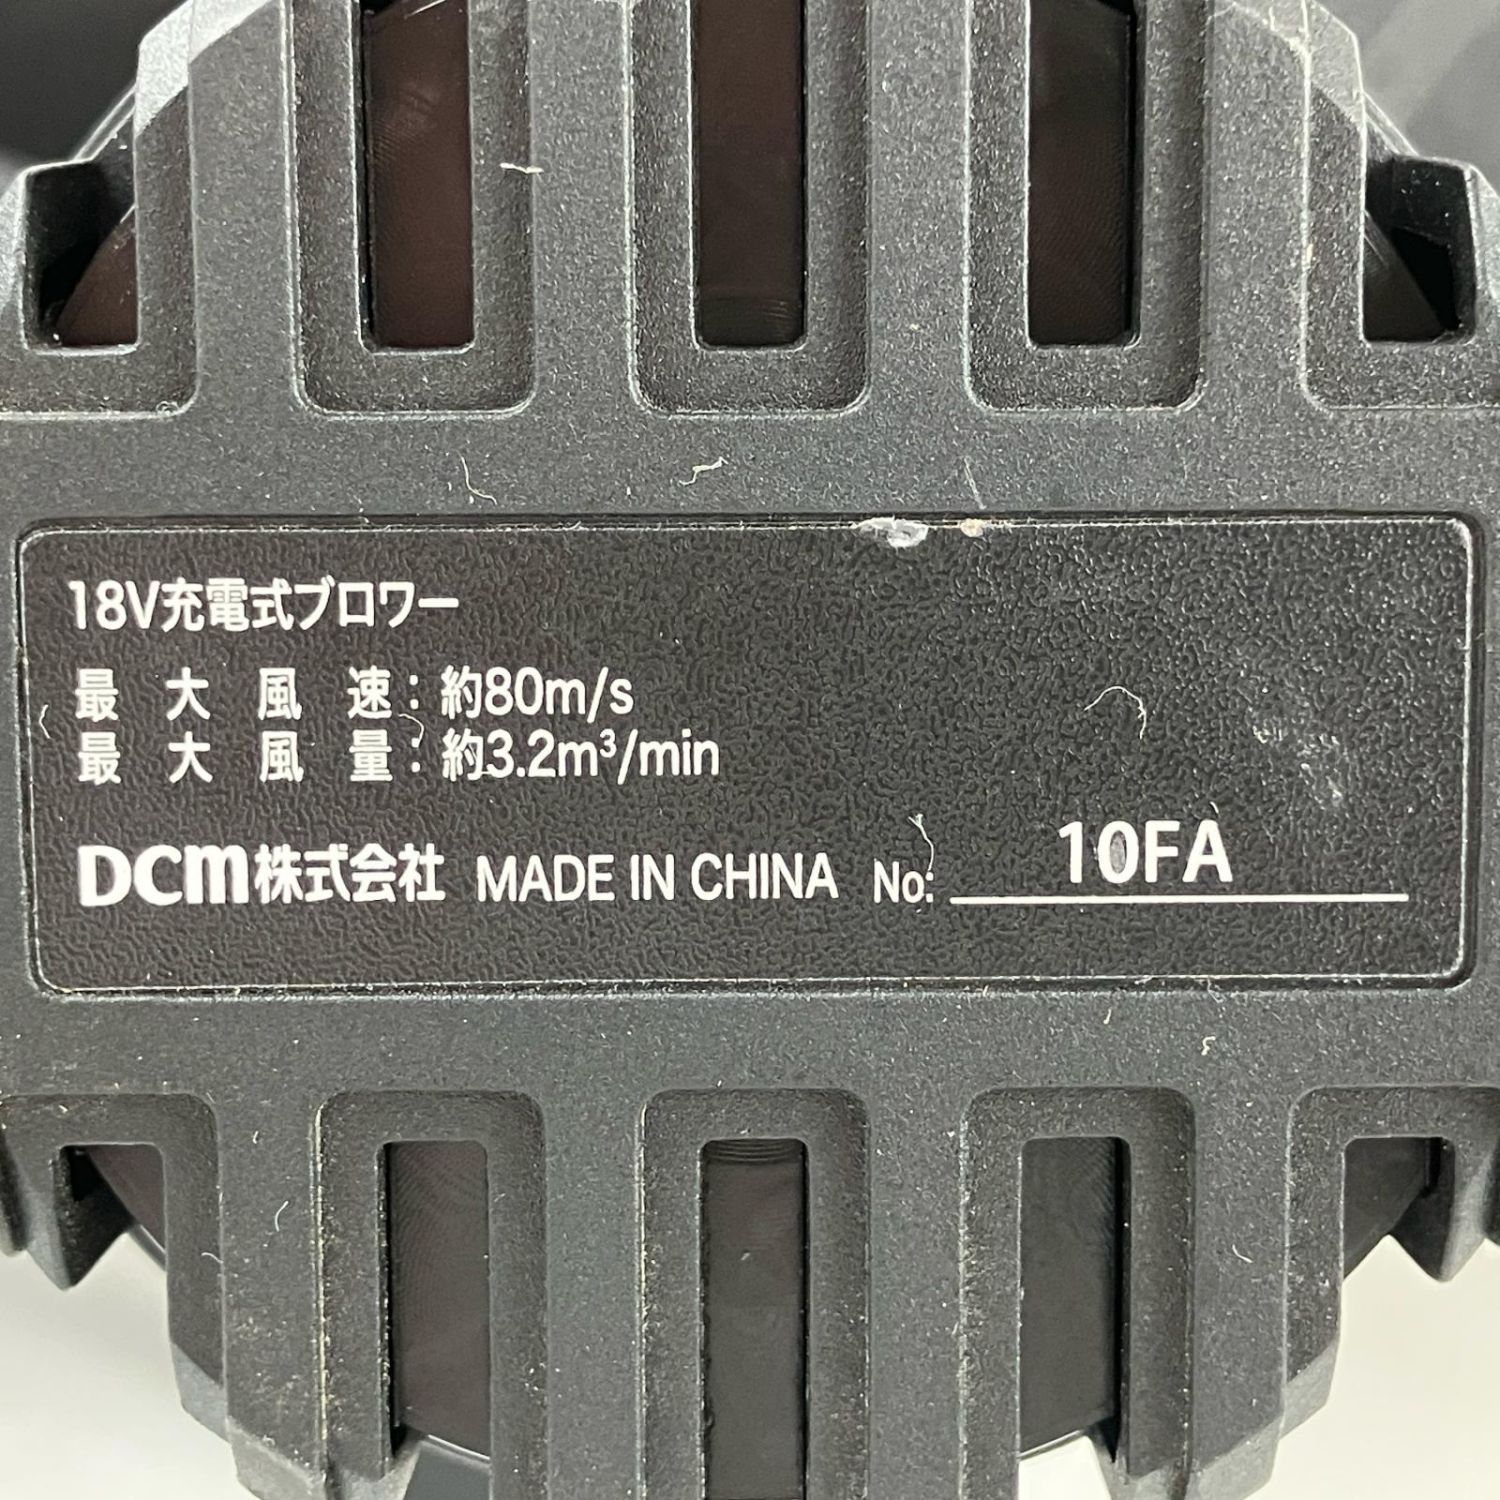 18V充電式ブロワー
最大風速：約80m/s
最大風量：約3.2m³/min
DCM株式会社 MADE IN CHINA No. 10FA